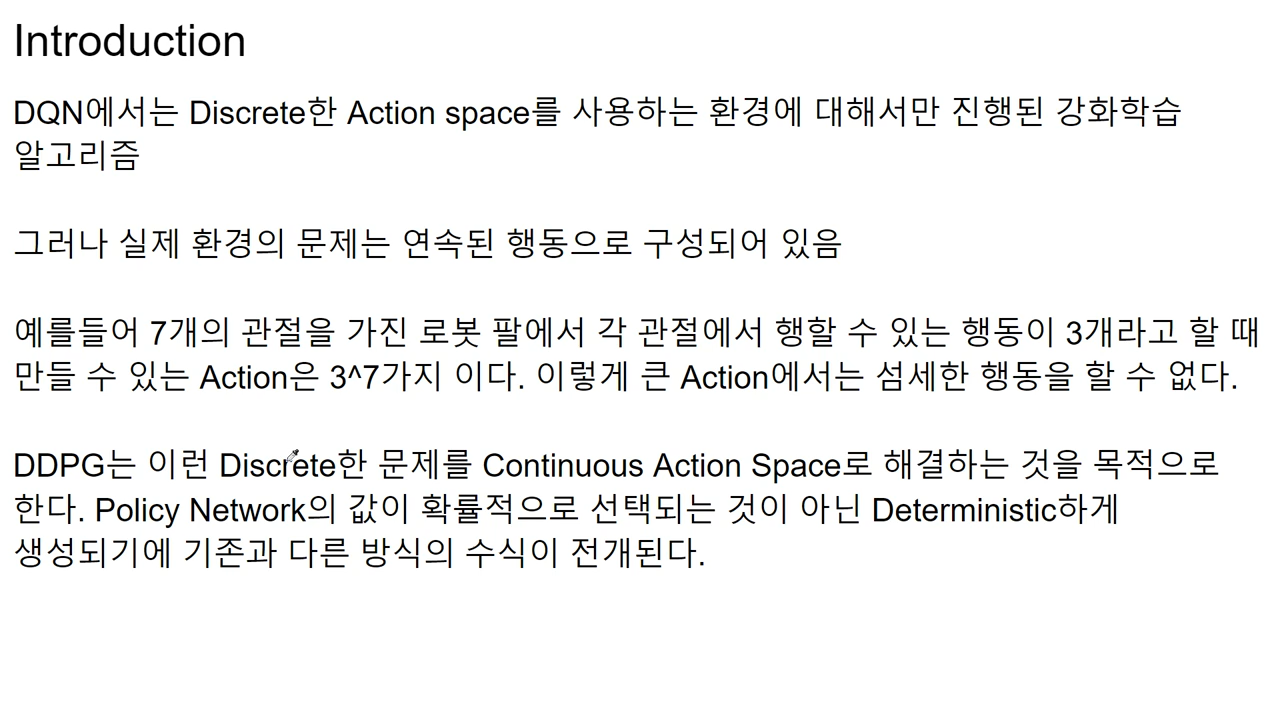 Introduction
DQN에서는 Discrete한 Action space를 사용하는 환경에 대해서만 진행된 강화학습
알고리즘
그러나 실제 환경의 문제는 연속된 행동으로 구성되어 있음
예를들어 7개의 관절을 가진 로봇 팔에서 각 관절에서 행할 수 있는 행동이 3개라고 할 때
만들 수 있는 Action은 3^7가지 이다. 이렇게 큰 Action에서는 섬세한 행동을 할 수 없다.
DDPG는 이런 Discrete한 문제를 Continuous Action Space로 해결하는 것을 목적으로
한다. Policy Network의 값이 확률적으로 선택되는 것이 아닌 Deterministic하게
생성되기에 기존과 다른 방식의 수식이 전개된다.